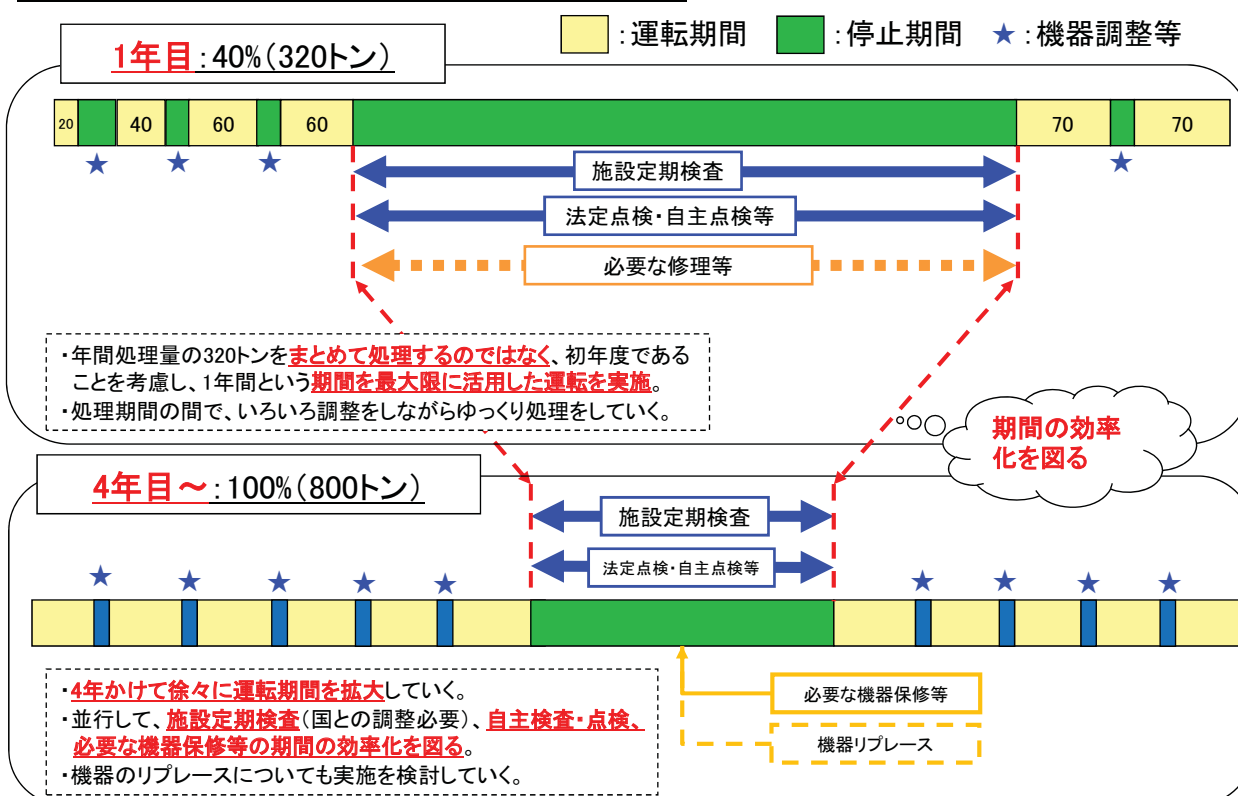 ：運転期間
：停止期間
★：機器調整等
1年目：40%（320トン）
20
40
60
60
70
70
★
★
★
★
施設定期検査
法定点検・自主点検等
必要な修理等
・年間処理量の320トンをまとめて処理するのではなく、初年度である
ことを考慮し、1年間という期間を最大限に活用した運転を実施。
・処理期間の間で、いろいろ調整をしながらゆっくり処理をしていく。
期間の効率
化を図る
4年目～：100%（800トン）
施設定期検査
法定点検・自主点検等
★
★
★
★
★
★
★
★
★
・4年かけて徐々に運転期間を拡大していく。
・並行して、施設定期検査（国との調整必要）、自主検査・点検、
必要な機器保修等の期間の効率化を図る。
・機器のリプレースについても実施を検討していく。
必要な機器保修等
機器リプレース